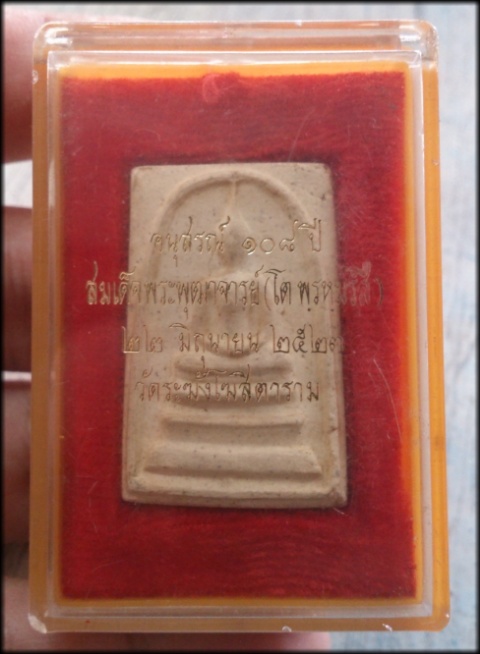 อนุสรณ์ ๑๐๘ ปี
สมเด็จพระพุฒาจารย์ (โต พรหมรังสี)
๒๒ มิถุนายน ๒๕๒๓
วัดระฆังโฆสิตาราม